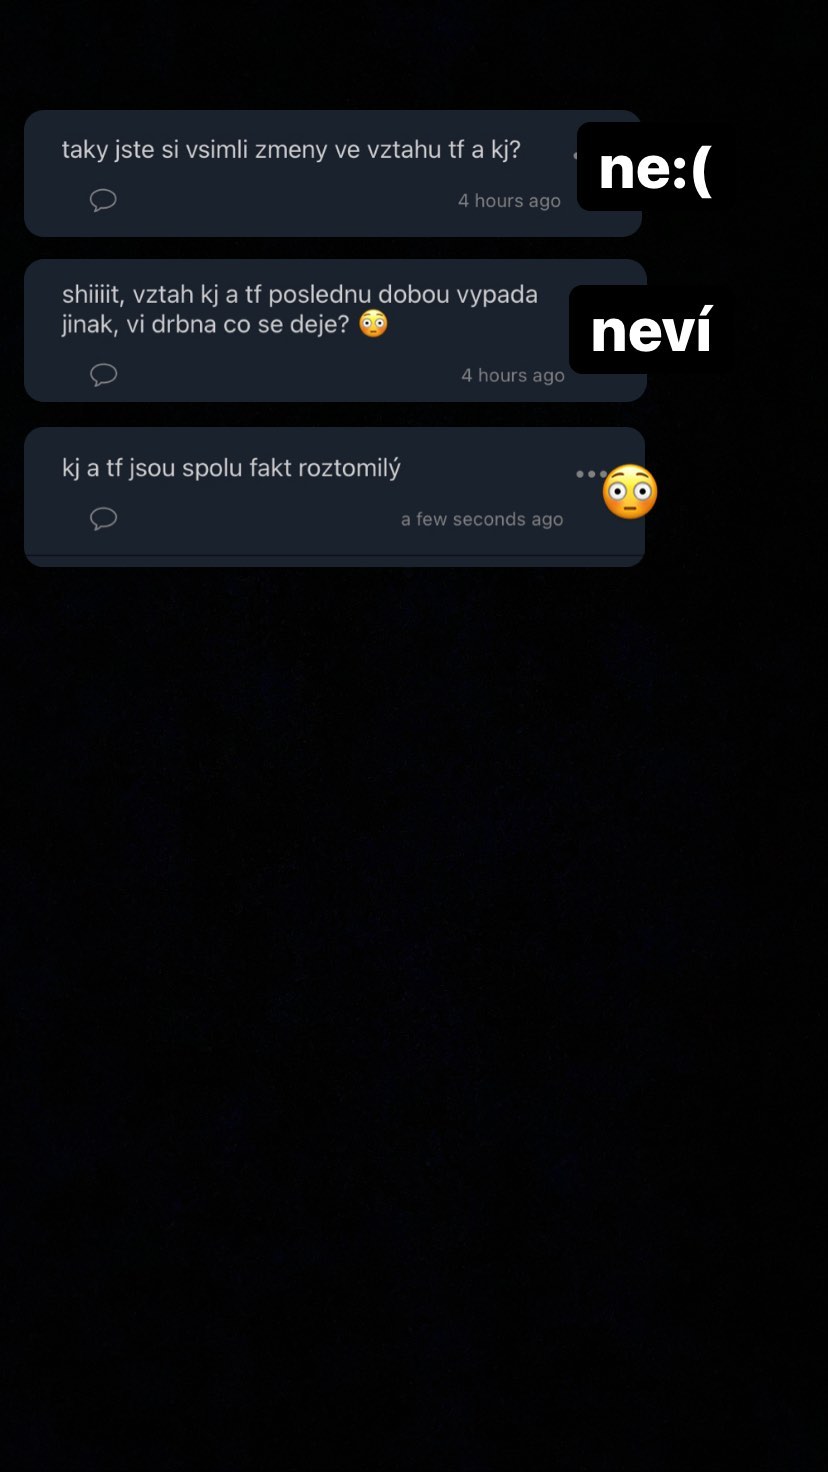 taky jste si vsimli zmeny ve vztahu tf a kj?
ne:(
4 hours ago
shiiiit, vztah kj a tf poslednu dobou vypada
jinak, vi drbna co se deje? 😳
neví
4 hours ago
kj a tf jsou spolu fakt roztomilý
😳
a few seconds ago